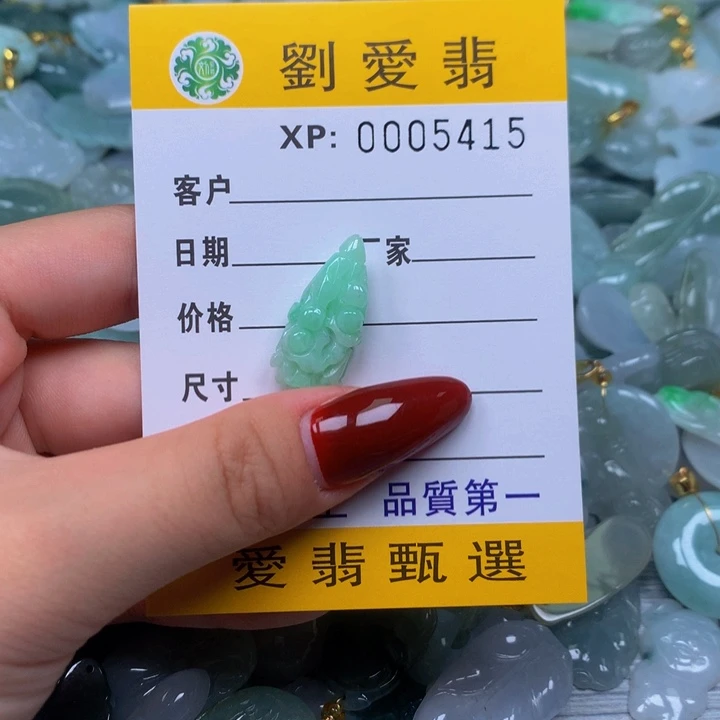 劉愛翡
XP: 0005415
客户
日期 家
价格
尺寸
品質第一
愛翡甄選